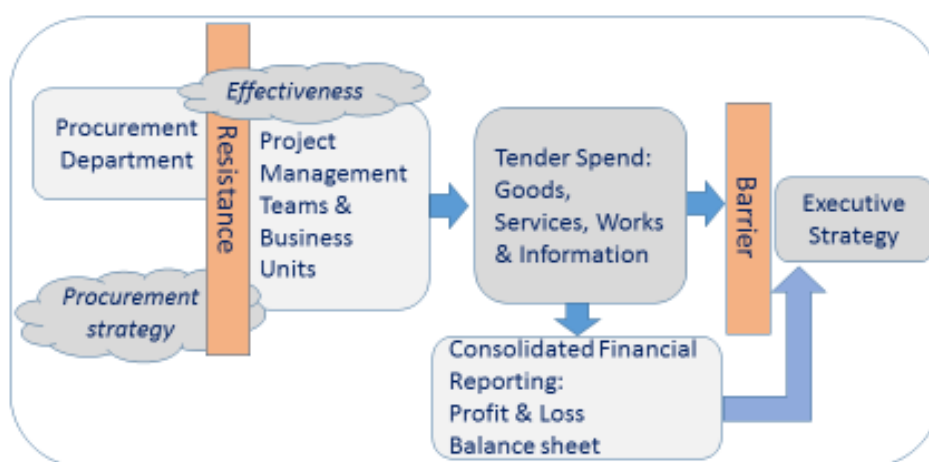 Procurement
Department
Resistance
Effectiveness
Project
Management
Teams &
Business
Units
Procurement
strategy
Tender Spend:
Goods,
Services, Works
& Information
Barrier
Executive
Strategy
Consolidated Financial
Reporting:
Profit & Loss
Balance sheet